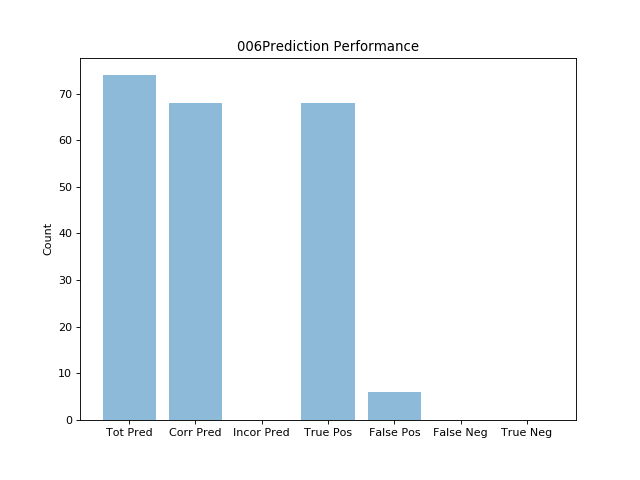 006Prediction Performance
Count
70
60
50
40
30
20
10
0
Tot Pred Corr Pred Incor Pred True Pos False Pos False Neg True Neg